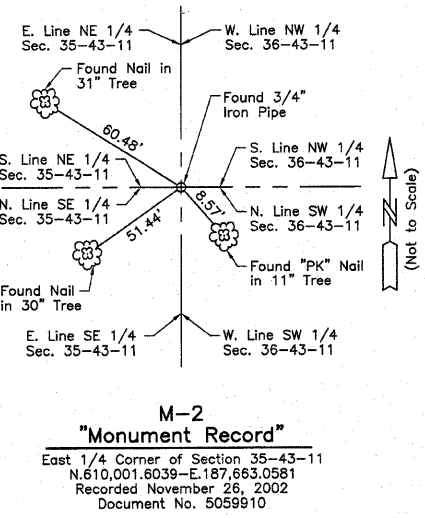 E. Line NE 1/4
Sec. 35-43-11
W. Line NW 1/4
Sec. 36-43-11
Found Nail in
31" Tree
Found 3/4"
Iron Pipe
60.48'
S. Line NE 1/4
Sec. 35-43-11
S. Line NW 1/4
Sec. 36-43-11
8.57'
N. Line SE 1/4
Sec. 35-43-11
N. Line SW 1/4
Sec. 36-43-11
51.44'
N
(Not to Scale)
Found "PK" Nail
in 11" Tree
Found Nail
in 30" Tree
E. Line SE 1/4
Sec. 35-43-11
W. Line SW 1/4
Sec. 36-43-11
M-2
"Monument Record"
East 1/4 Corner of Section 35-43-11
N.610,001.6039-E.187,663.0581
Recorded November 26, 2002
Document No. 5059910